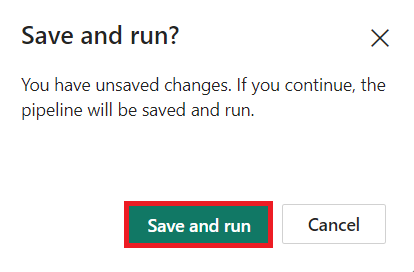 Save and run?
You have unsaved changes. If you continue, the
pipeline will be saved and run.
Save and run
Cancel